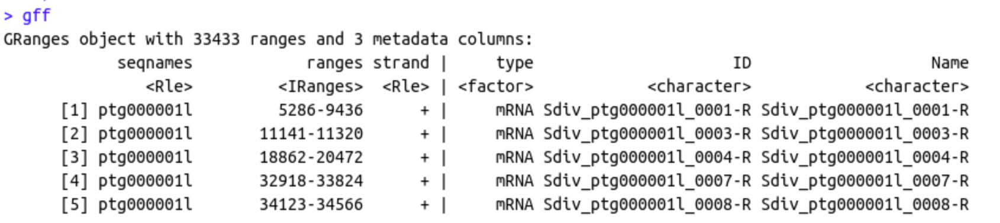 > gff
GRanges object with 33433 ranges and 3 metadata columns:
seqnames ranges strand | type ID Name
<Rle> <IRanges> <Rle> | <factor> <character> <character>
[1] ptg000001l 5286-9436 + | mRNA Sdiv_ptg000001l_0001-R Sdiv_ptg000001l_0001-R
[2] ptg000001l 11141-11320 + | mRNA Sdiv_ptg000001l_0003-R Sdiv_ptg000001l_0003-R
[3] ptg000001l 18862-20472 + | mRNA Sdiv_ptg000001l_0004-R Sdiv_ptg000001l_0004-R
[4] ptg000001l 32918-33824 + | mRNA Sdiv_ptg000001l_0007-R Sdiv_ptg000001l_0007-R
[5] ptg000001l 34123-34566 + | mRNA Sdiv_ptg000001l_0008-R Sdiv_ptg000001l_0008-R